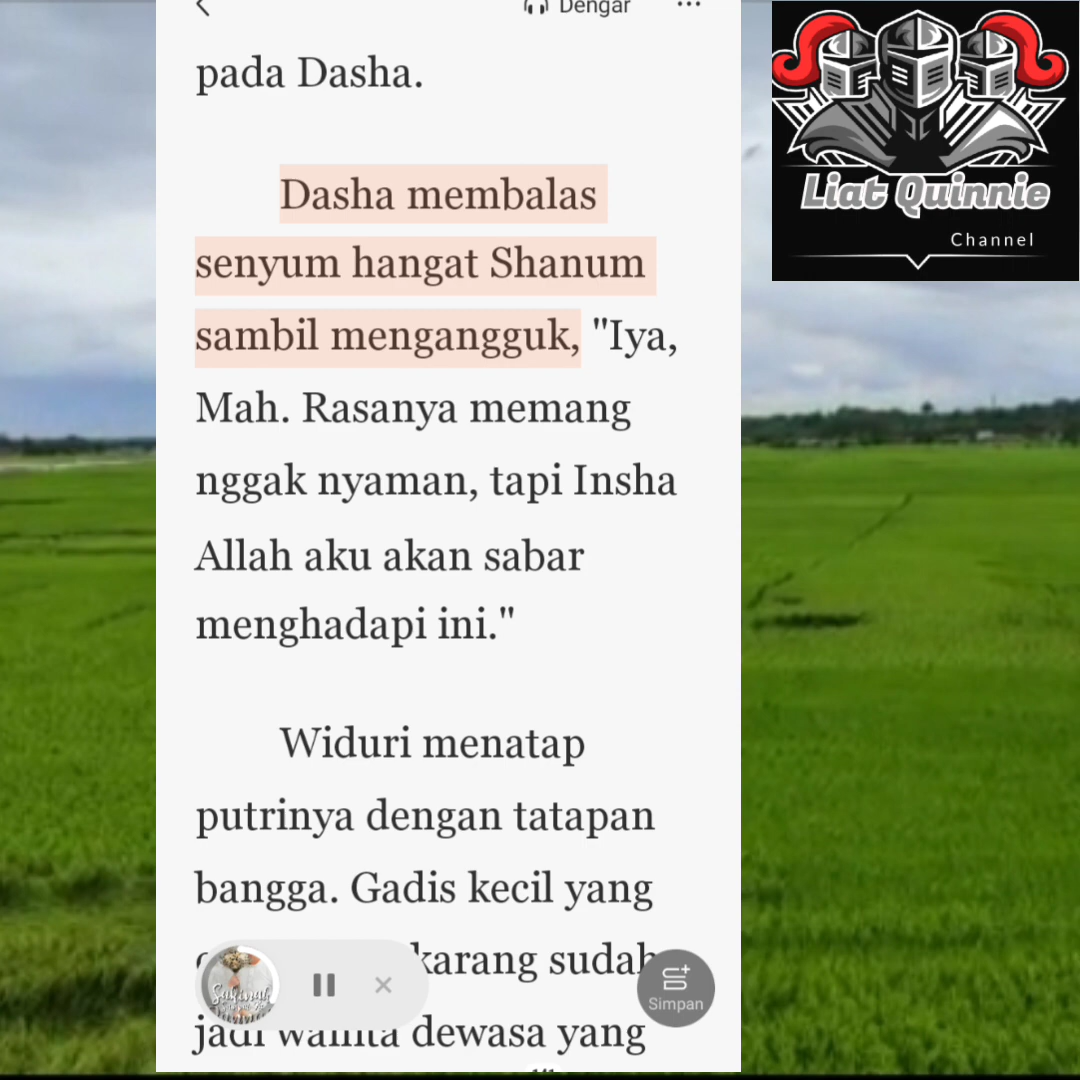 Dengar
pada Dasha.
Dasha membalas
senyum hangat Shanum
sambil mengangguk, "Iya,
Mah. Rasanya memang
nggak nyaman, tapi Insha
Allah aku akan sabar
menghadapi ini."
Widuri menatap
putrinya dengan tatapan
bangga. Gadis kecil yang
karang sudah
jadi wanita dewasa yang
Simpan
Liat Quinnie
Channel